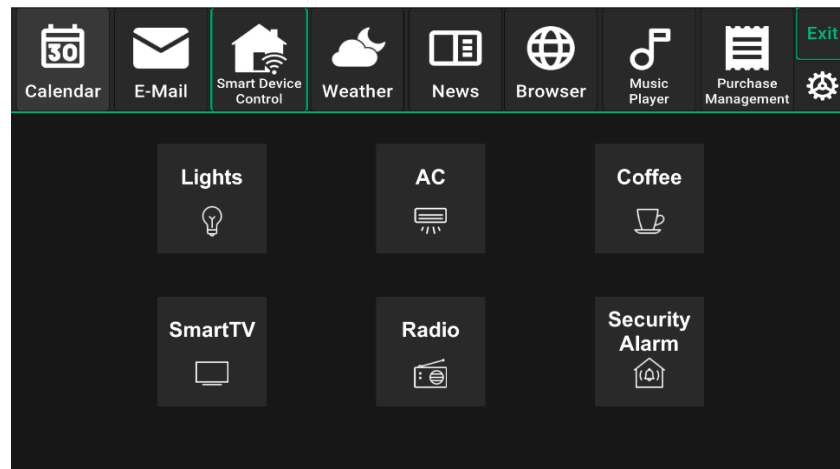 30
Calendar
E-Mail
Smart Device
Control
Weather
News
Browser
Music
Player
Purchase
Management
Exit
Lights
AC
Coffee
SmartTV
Radio
Security
Alarm